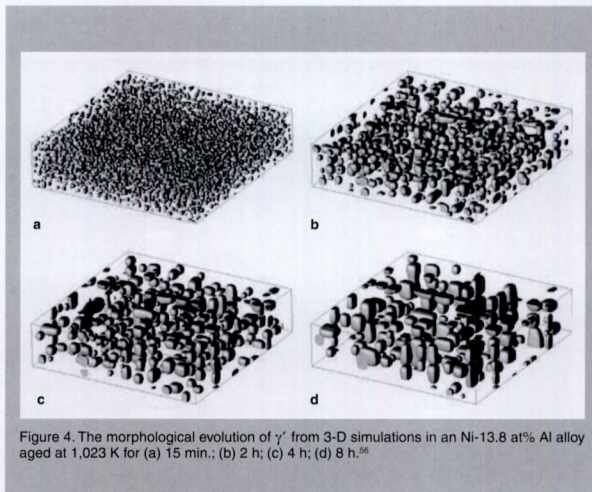 a
b
c
d
Figure 4. The morphological evolution of γ′ from 3-D simulations in an Ni-13.8 at% Al alloy
aged at 1,023 K for (a) 15 min.; (b) 2 h; (c) 4 h; (d) 8 h.⁵⁶